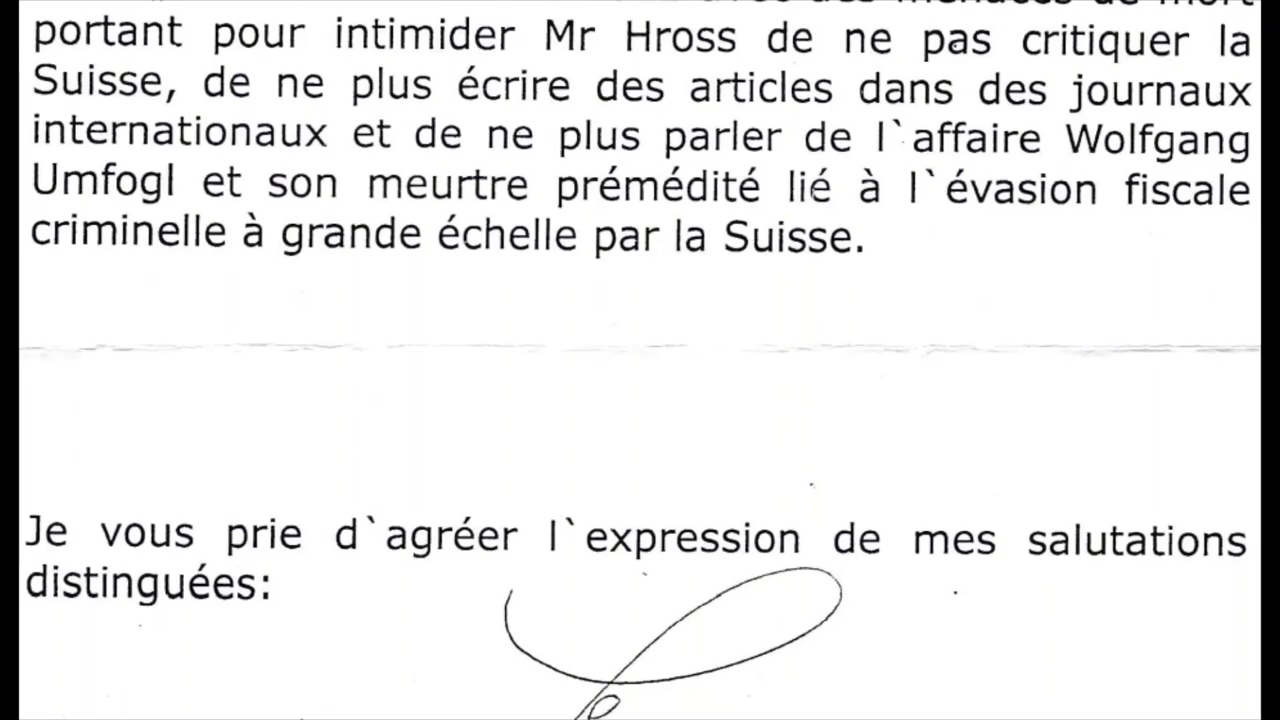 portant pour intimider Mr Hross de ne pas critiquer la
Suisse, de ne plus écrire des articles dans des journaux
internationaux et de ne plus parler de l`affaire Wolfgang
Umfogl et son meurtre prémédité lié à l`évasion fiscale
criminelle à grande échelle par la Suisse.
Je vous prie d`agréer l`expression de mes salutations
distinguées: